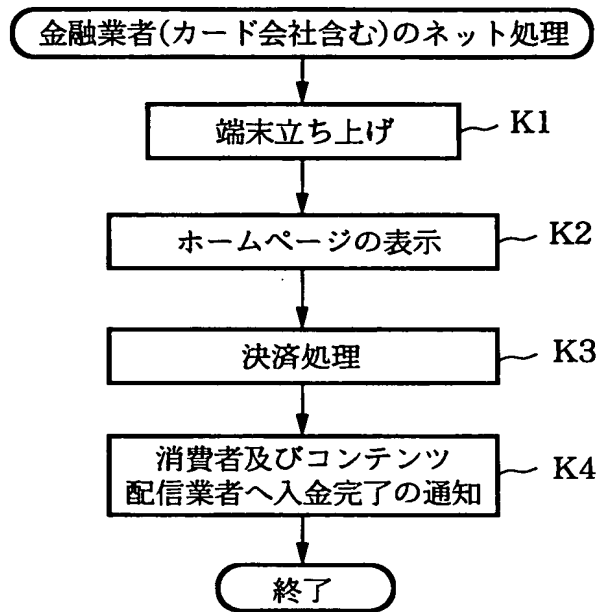 金融業者(カード会社含む)のネット処理
端末立ち上げ
K1
ホームページの表示
K2
決済処理
K3
消費者及びコンテンツ
配信業者へ入金完了の通知
K4
終了